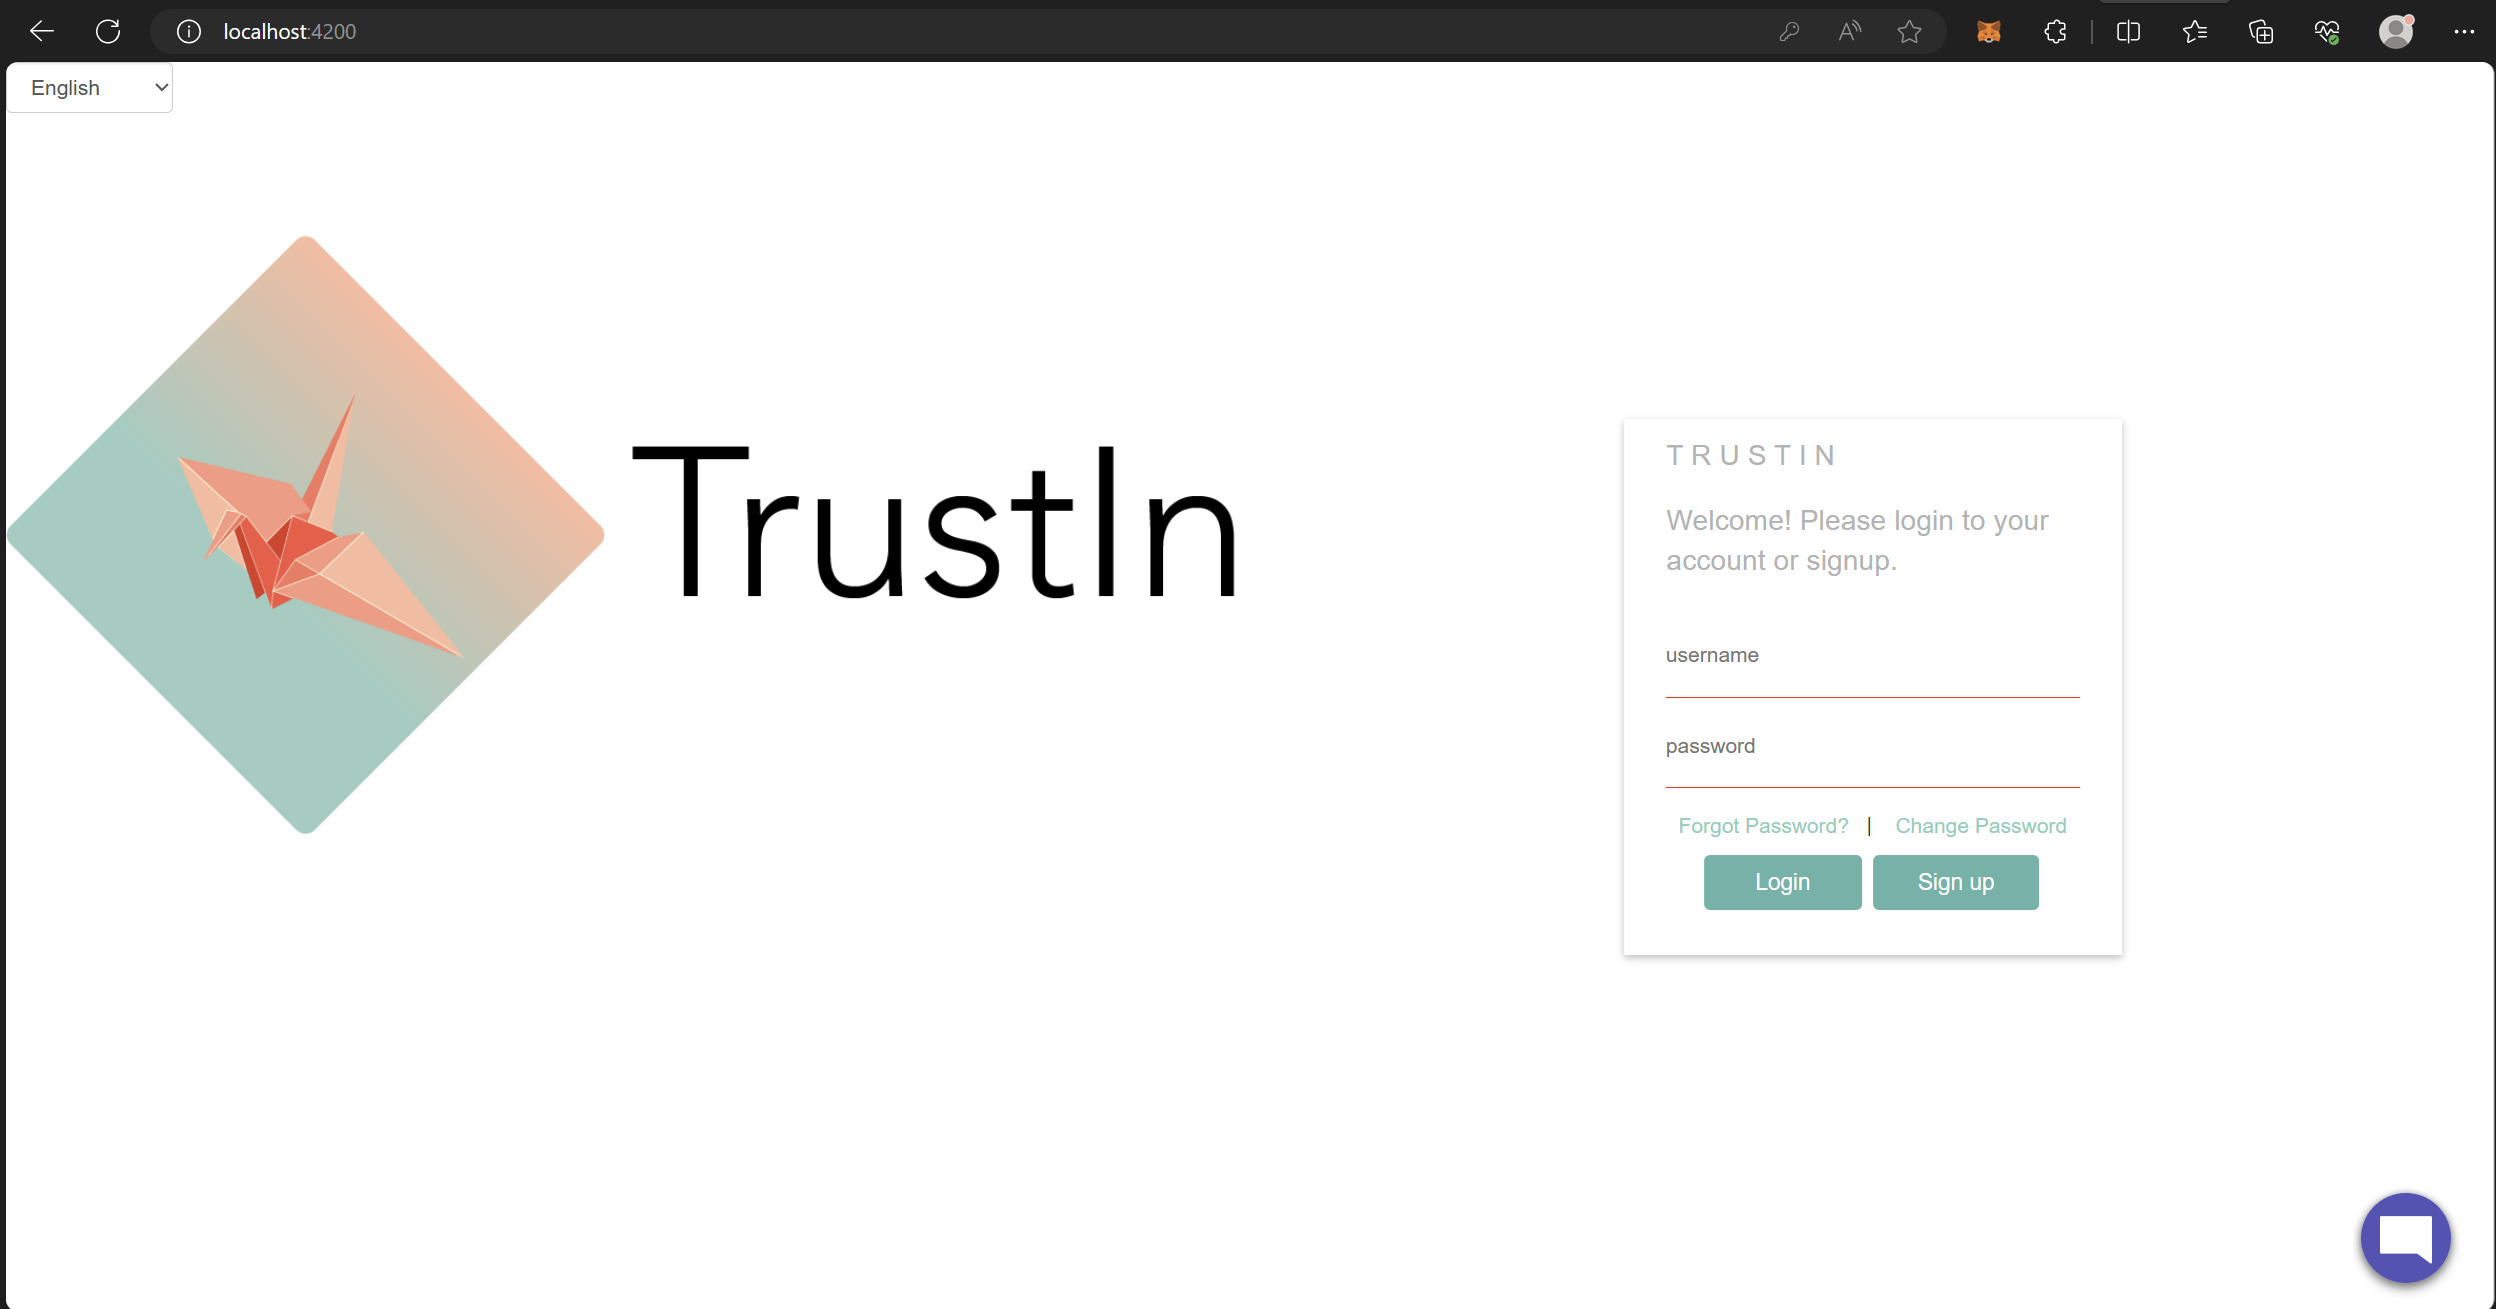 localhost:4200
English
TrustIn
TRUSTIN
Welcome! Please login to your
account or signup.
username
password
Forgot Password? | Change Password
Login Sign up